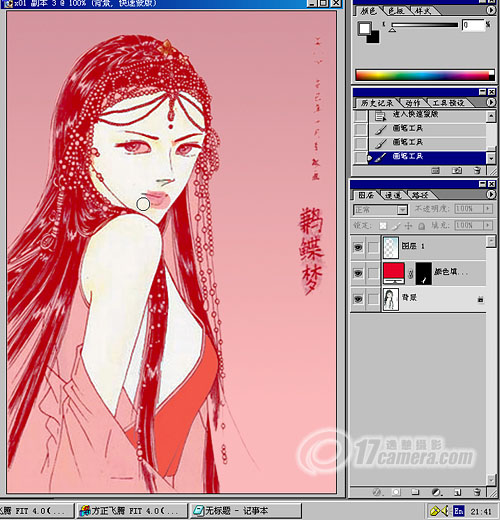 x01 副本 3 @ 100% (背景, 快速蒙版)
蝶梦
颜色 色板 样式
0 %
历史记录 动作 工具预设
进入快速蒙版
画笔工具
画笔工具
画笔工具
图层 通道 路径
正常 不透明度: 100%
锁定: 填充: 100%
图层 1
颜色填...
背景
17camera.com
飞腾 FIT 4.0(... 方正飞腾 FIT 4.0(... 无标题 - 记事本
En 21:41